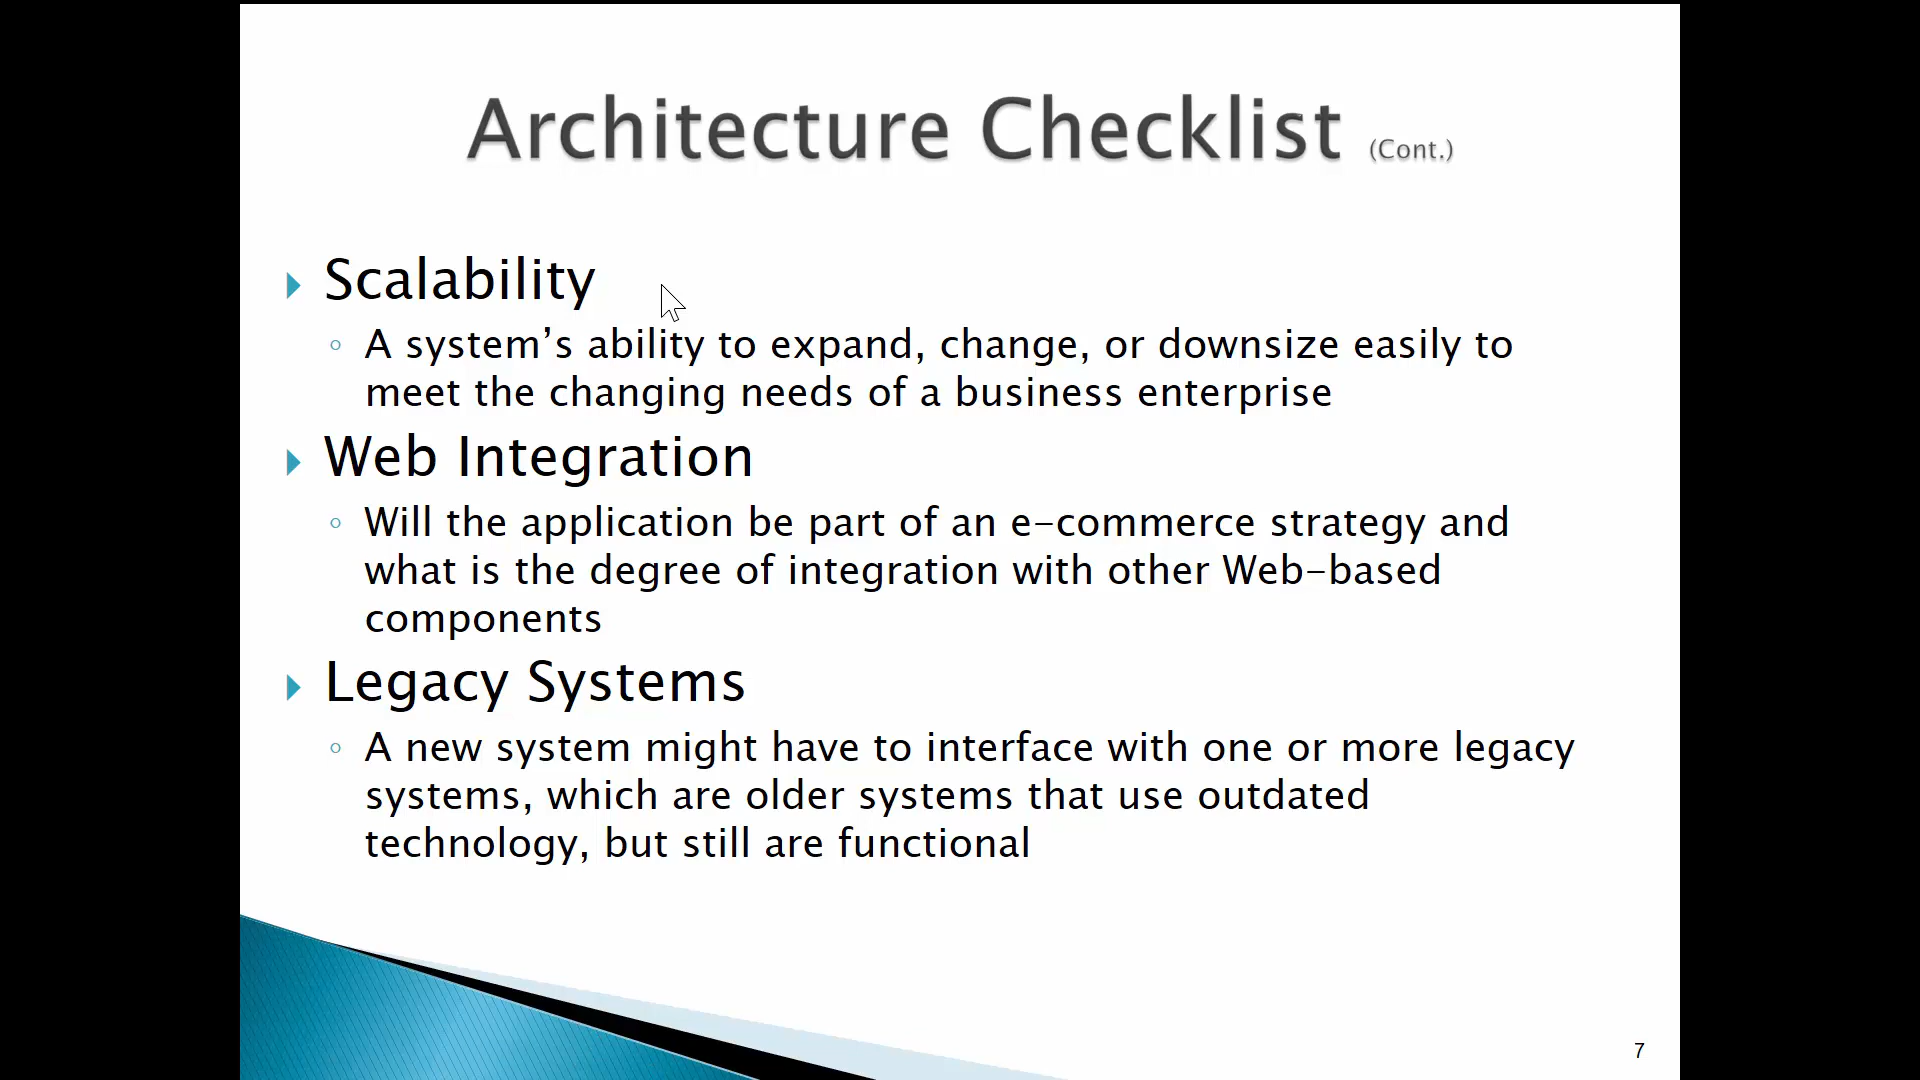 Architecture Checklist (Cont.)
Scalability
A system’s ability to expand, change, or downsize easily to
meet the changing needs of a business enterprise
Web Integration
Will the application be part of an e-commerce strategy and
what is the degree of integration with other Web-based
components
Legacy Systems
A new system might have to interface with one or more legacy
systems, which are older systems that use outdated
technology, but still are functional
7